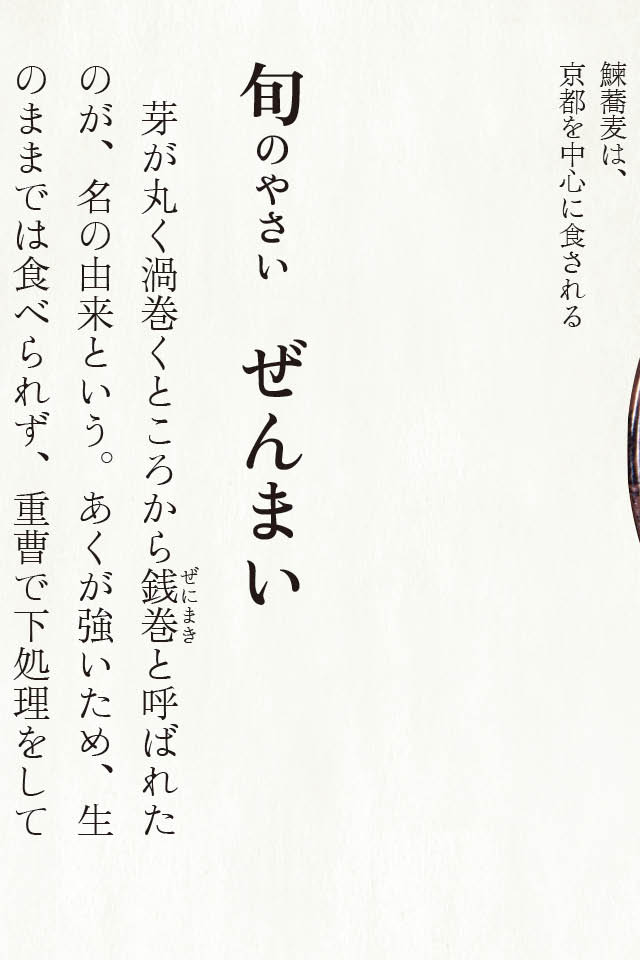 鰊蕎麦は、
京都を中心に食される
旬のやさい　ぜんまい
芽が丸く渦巻くところから銭巻と呼ばれた
ぜにまき
のが、名の由来という。あくが強いため、生
のままでは食べられず、重曹で下処理をして